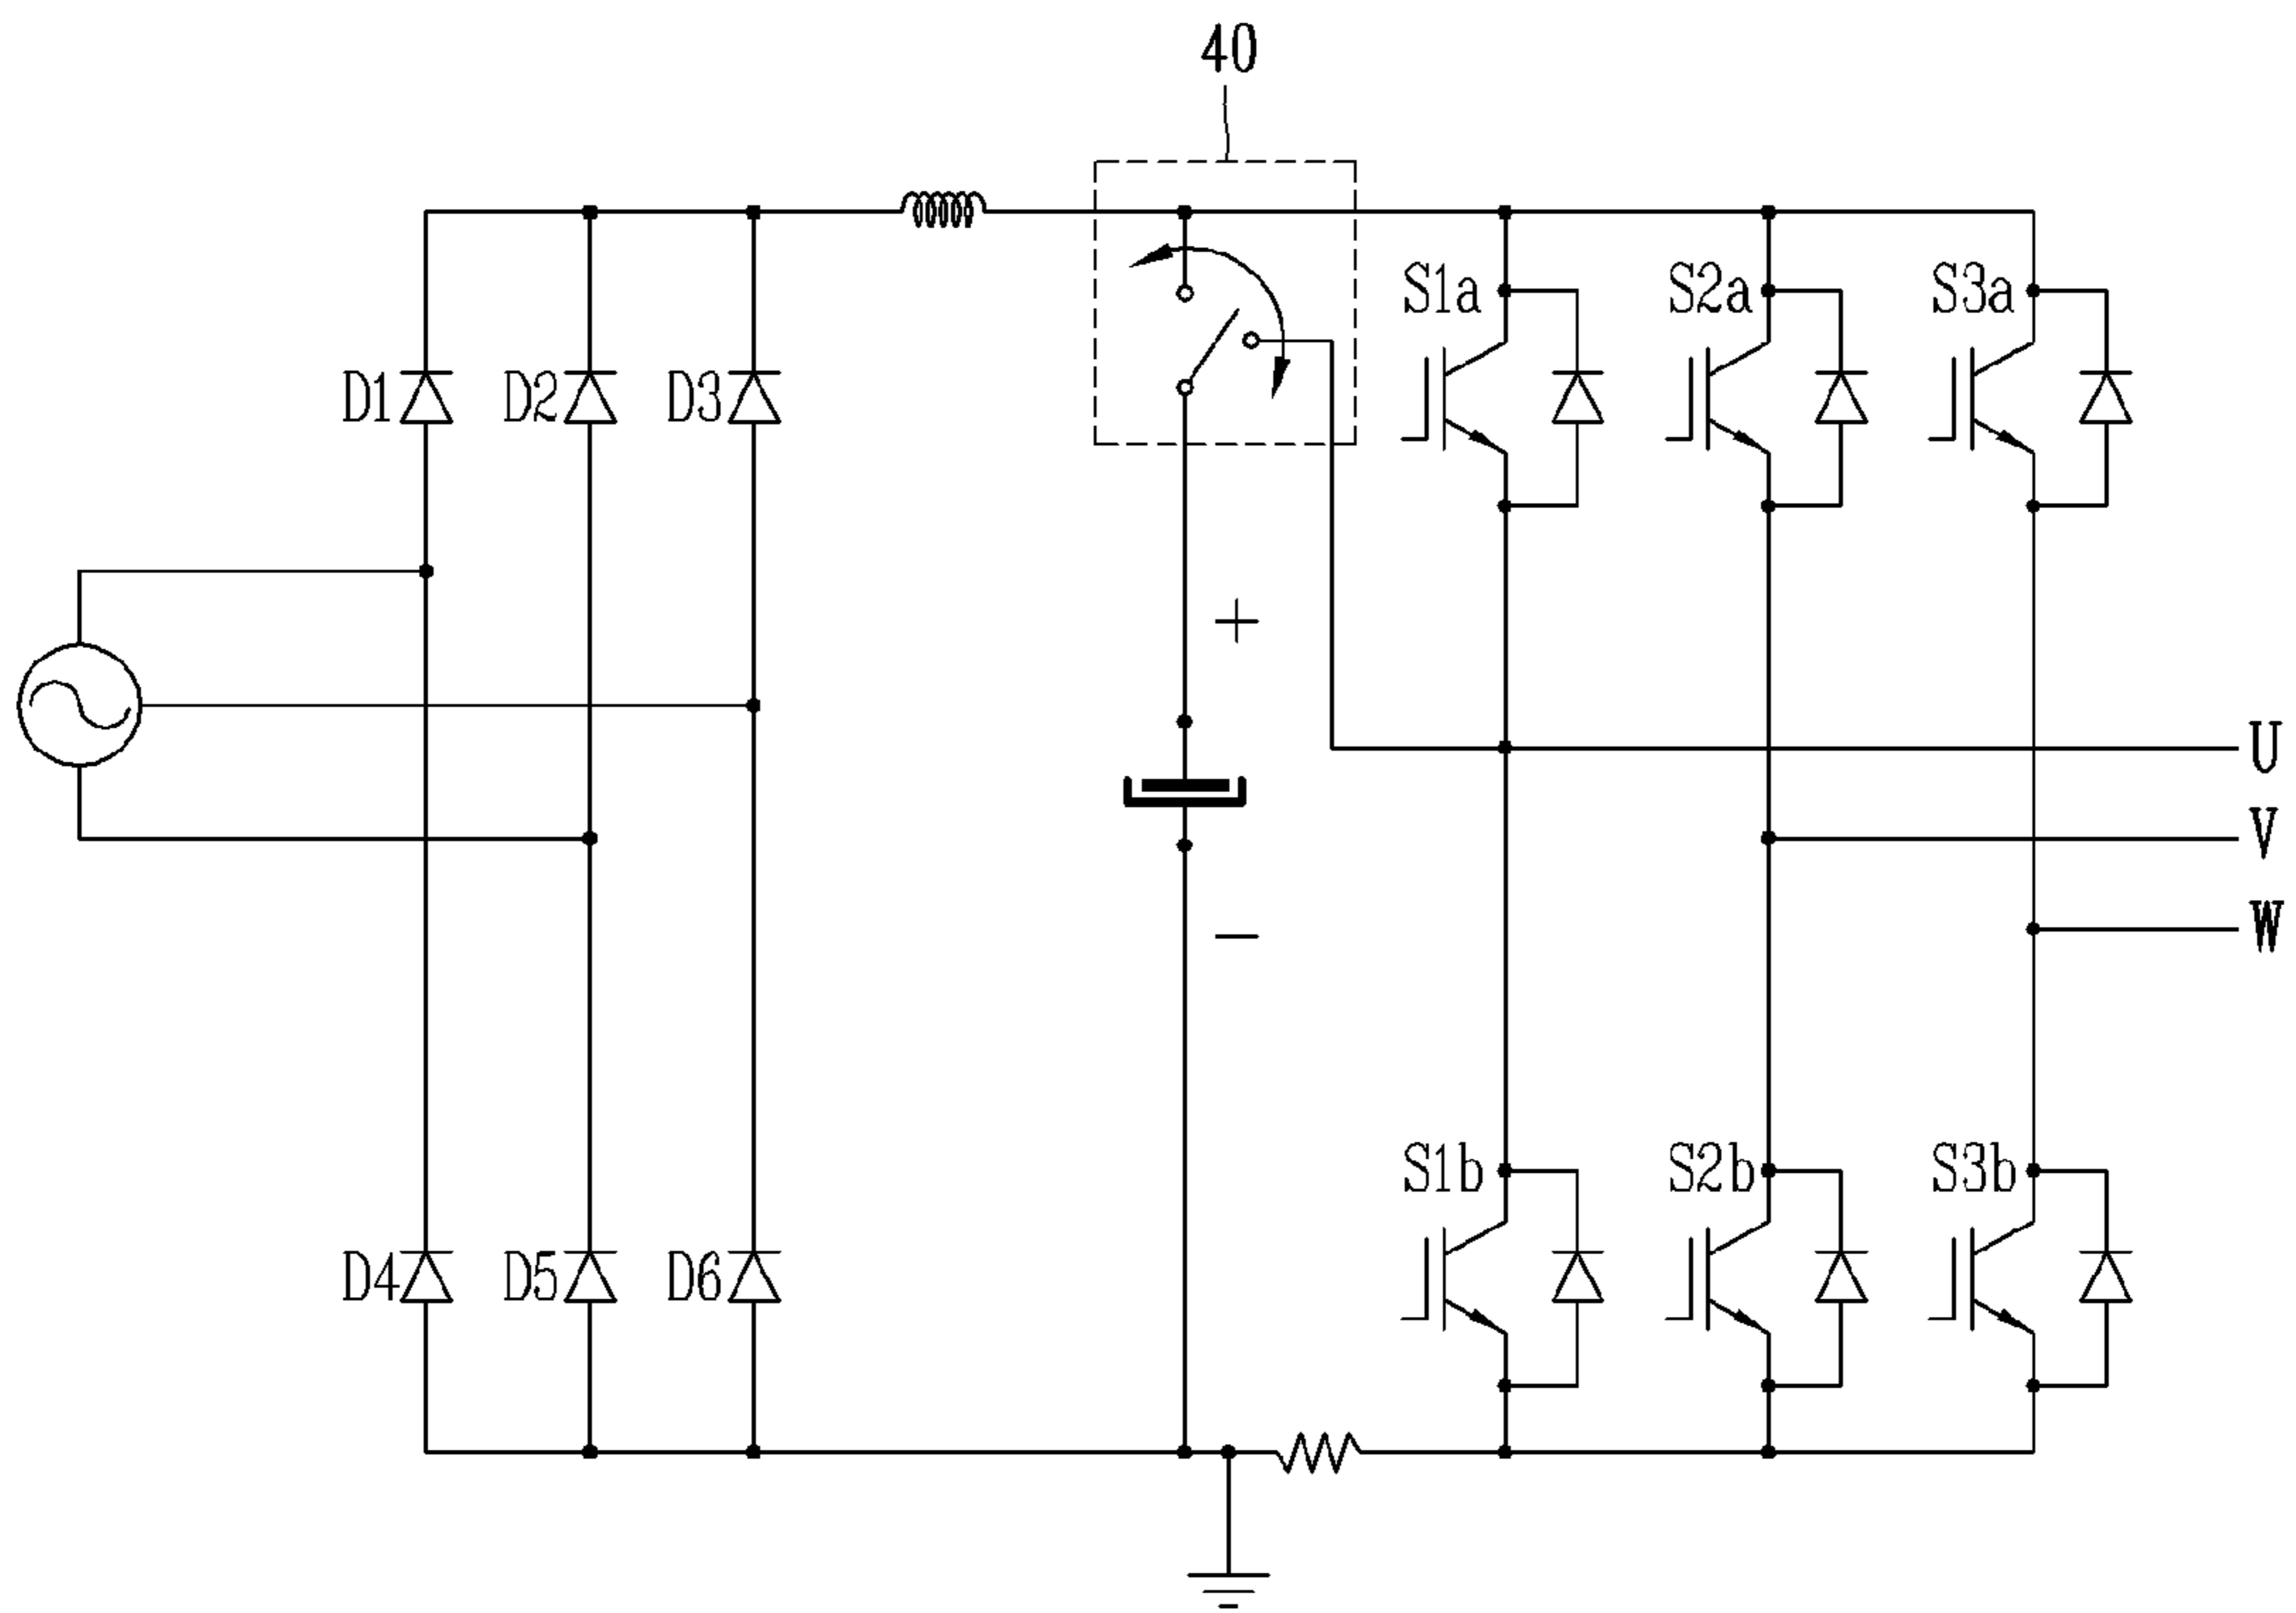 40
S1a S2a S3a
D1 D2 D3
+
U
V
W
−
S1b S2b S3b
D4 D5 D6